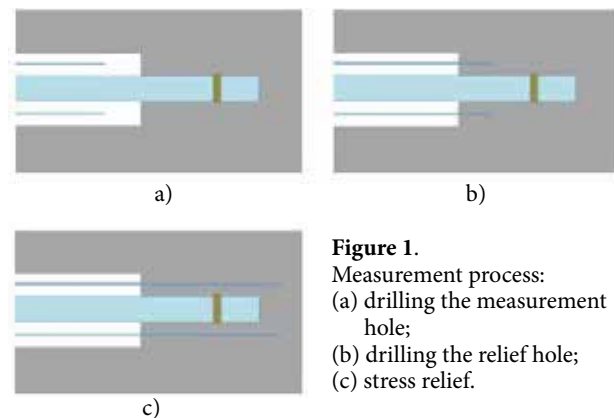 a)
b)
c)
Figure 1.
Measurement process:
(a) drilling the measurement
hole;
(b) drilling the relief hole;
(c) stress relief.